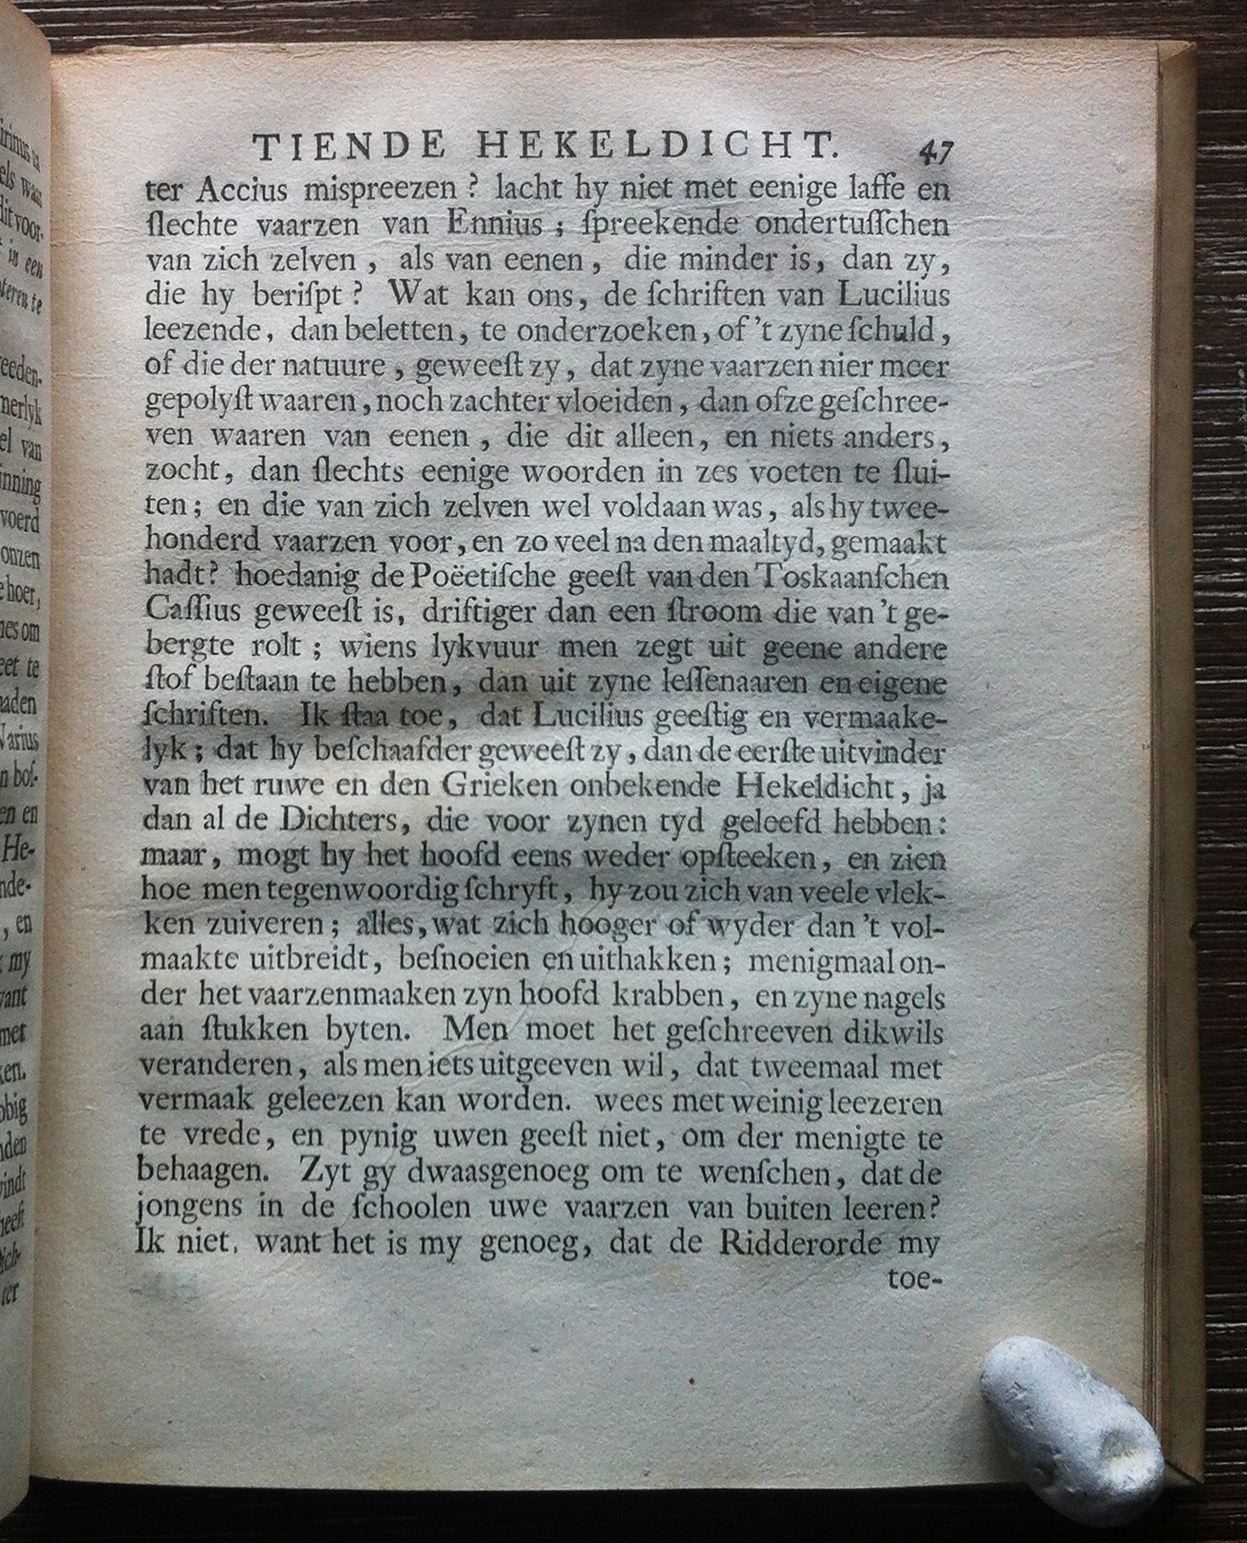 TIENDE HEKELDICHT. 47
ter Accius mispreezen ? lacht hy niet met eenige laffe en
ſlechte vaarzen van Ennius ; ſpreekende ondertuſſchen
van zich zelven , als van eenen , die minder is, dan zy,
die hy beriſpt ? Wat kan ons, de ſchriften van Lucilius
leezende, dan beletten, te onderzoeken, of 't zyne ſchuld,
of die der natuure , geweeſt zy, dat zyne vaarzen nier meer
gepolyſt waaren, noch zachter vloeiden, dan ofze geſchree-
ven waaren van eenen , die dit alleen, en niets anders,
zocht, dan ſlechts eenige woorden in zes voeten te ſlui-
ten; en die van zich zelven wel voldaan was, als hy twee-
honderd vaarzen voor, en zo veel na den maaltyd, gemaakt
hadt? hoedanig de Poëetiſche geeſt van den Toskaanſchen
Caſſius geweeſt is, driftiger dan een ſtroom die van 't ge-
bergte rolt ; wiens lykvuur men zegt uit geene andere
ſtof beſtaan te hebben, dan uit zyne leſſenaaren en eigene
ſchriften. Ik ſtaa toe, dat Lucilius geeſtig en vermaake-
lyk ; dat hy beſchaafder geweeſt zy, dan de eerſte uitvinder
van het ruwe en den Grieken onbekende Hekeldicht, ja
dan al de Dichters, die voor zynen tyd geleefd hebben:
maar, mogt hy het hoofd eens weder opſteeken, en zien
hoe men tegenwoordig ſchryft, hy zou zich van veele vlek-
ken zuiveren; alles, wat zich hooger of wyder dan 't vol-
maakte uitbreidt, beſnoeien en uithakken; menigmaal on-
der het vaarzenmaaken zyn hoofd krabben, en zyne nagels
aan ſtukken byten. Men moet het geſchreeven dikwils
veranderen, als men iets uitgeeven wil, dat tweemaal met
vermaak geleezen kan worden. wees met weinig leezeren
te vrede, en pynig uwen geeſt niet, om der menigte te
behaagen. Zyt gy dwaasgenoeg om te wenſchen, dat de
jongens in de ſchoolen uwe vaarzen van buiten leeren?
Ik niet. want het is my genoeg, dat de Ridderorde my
toe-